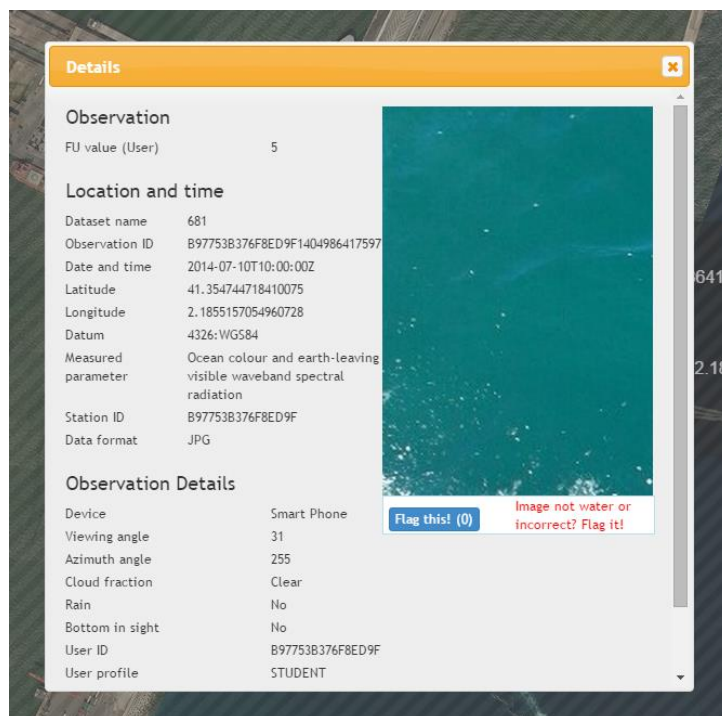 Details
Observation
FU value (User) 5
Location and time
Dataset name 681
Observation ID B97753B376F8ED9F1404986417597
Date and time 2014-07-10T10:00:00Z
Latitude 41.354744718410075
Longitude 2.1855157054960728
Datum 4326:WGS84
Measured parameter Ocean colour and earth-leaving visible waveband spectral radiation
Station ID B97753B376F8ED9F
Data format JPG
Observation Details
Device Smart Phone
Viewing angle 31
Azimuth angle 255
Cloud fraction Clear
Rain No
Bottom in sight No
User ID B97753B376F8ED9F
User profile STUDENT
Flag this! (0)
Image not water or
incorrect? Flag it!
641
2.18